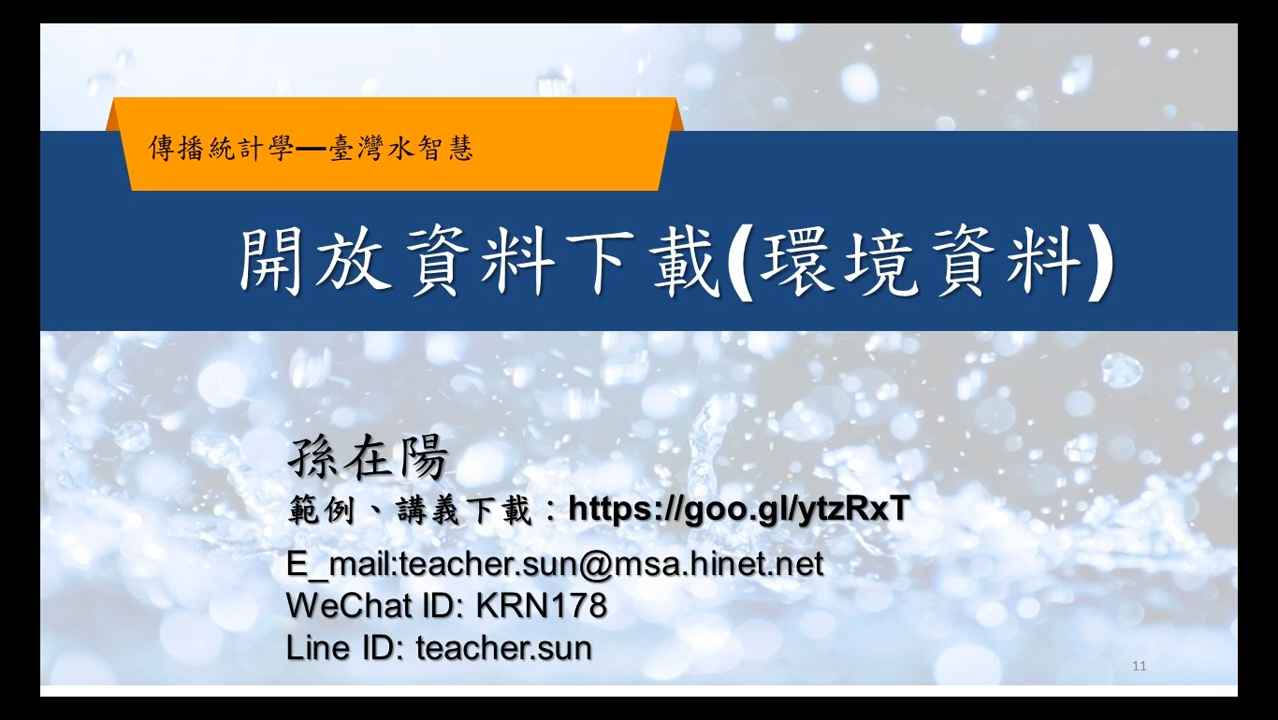 傳播統計學—臺灣水智慧
開放資料下載(環境資料)
孫在陽
範例、講義下載：https://goo.gl/ytzRxT
E_mail:teacher.sun@msa.hinet.net
WeChat ID: KRN178
Line ID: teacher.sun
11